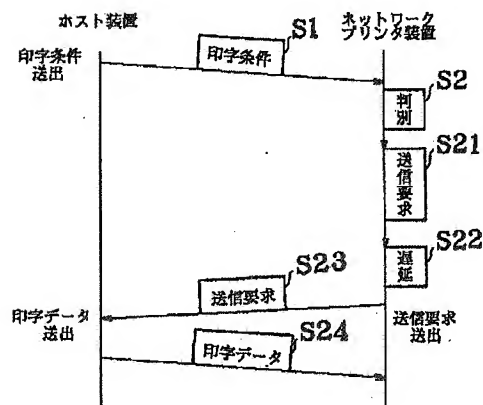 ホスト装置
ネットワーク
プリンタ装置
S1
印字条件
印字条件
送出
S2
判別
S21
送信要求
S22
遅延
S23
送信要求
印字データ
送出
送信要求
送出
S24
印字データ